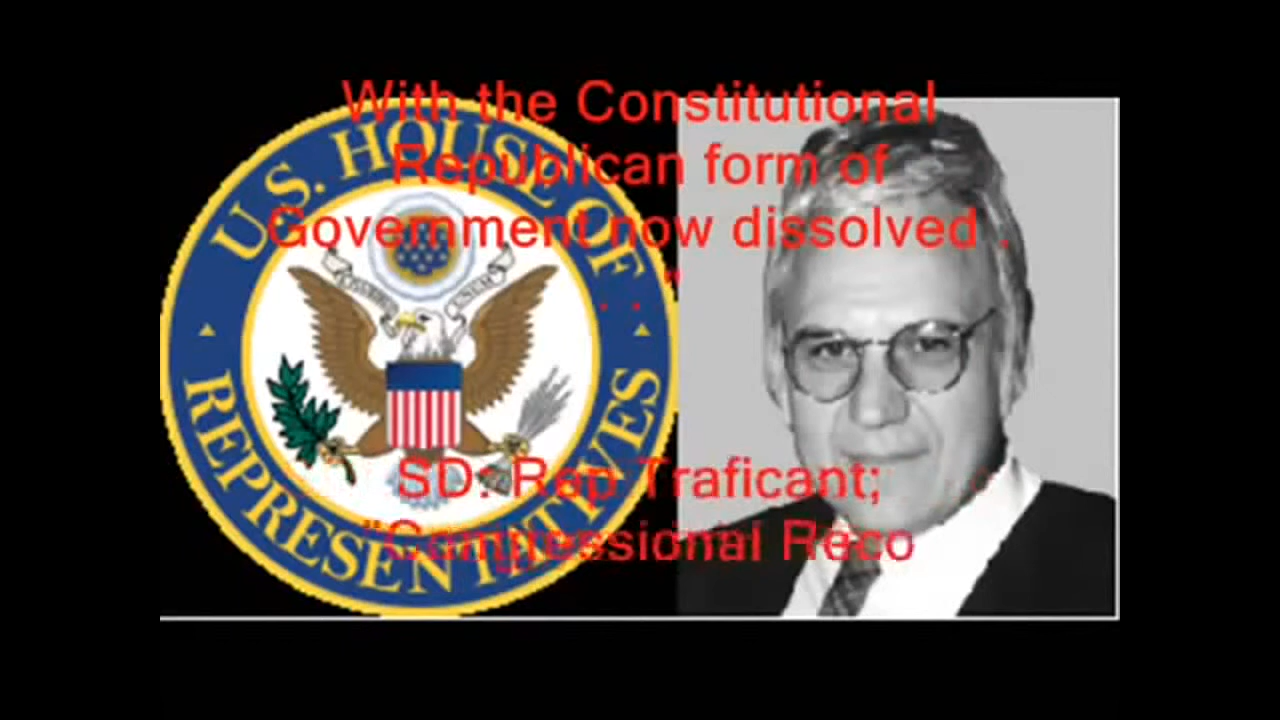 With the Constitutional
Republican form of
Government now dissolved .
. . "
SD: Rep Traficant;
"Congressional Reco
U.S. HOUSE OF
REPRESENTATIVES